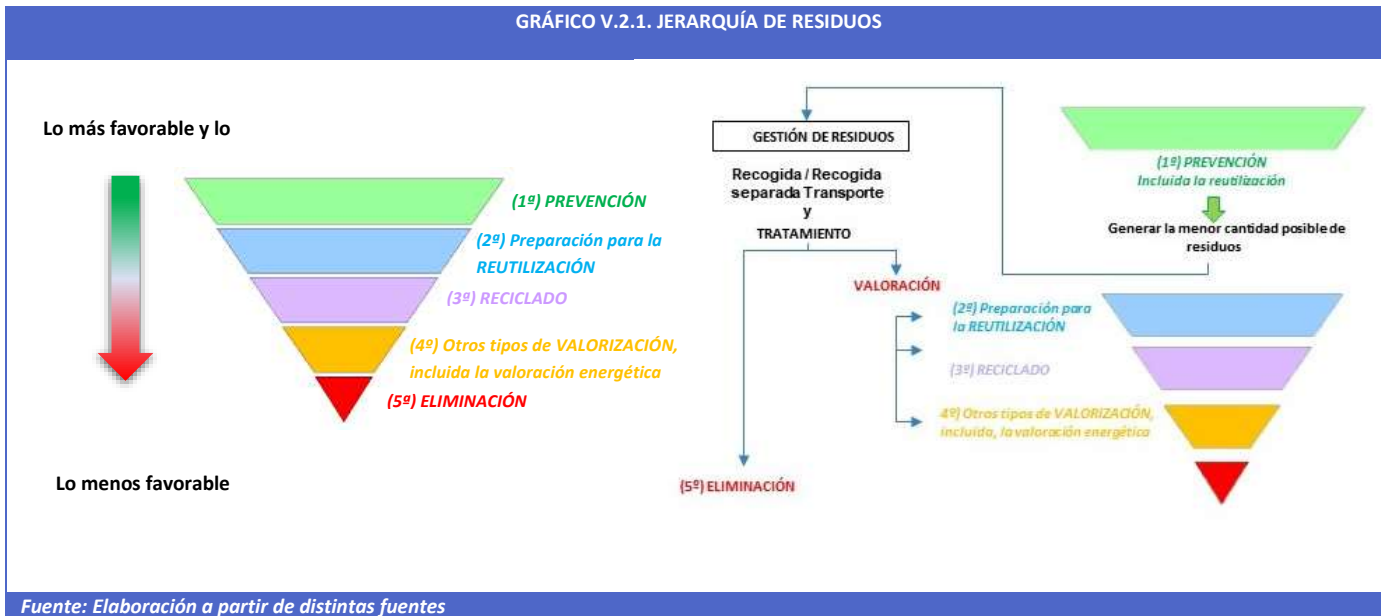 GRÁFICO V.2.1. JERARQUÍA DE RESIDUOS
Lo más favorable y lo
(1º) PREVENCIÓN
(2º) Preparación para la
REUTILIZACIÓN
(3º) RECICLADO
(4º) Otros tipos de VALORIZACIÓN,
incluida la valoración energética
(5º) ELIMINACIÓN
Lo menos favorable
GESTIÓN DE RESIDUOS
Recogida / Recogida
separada Transporte
y
TRATAMIENTO
(1º) PREVENCIÓN
Incluida la reutilización
Generar la menor cantidad posible de
residuos
VALORACIÓN
(2º) Preparación para
la REUTILIZACIÓN
(3º) RECICLADO
4º) Otros tipos de VALORIZACIÓN,
incluida, la valoración energética
(5º) ELIMINACIÓN
Fuente: Elaboración a partir de distintas fuentes